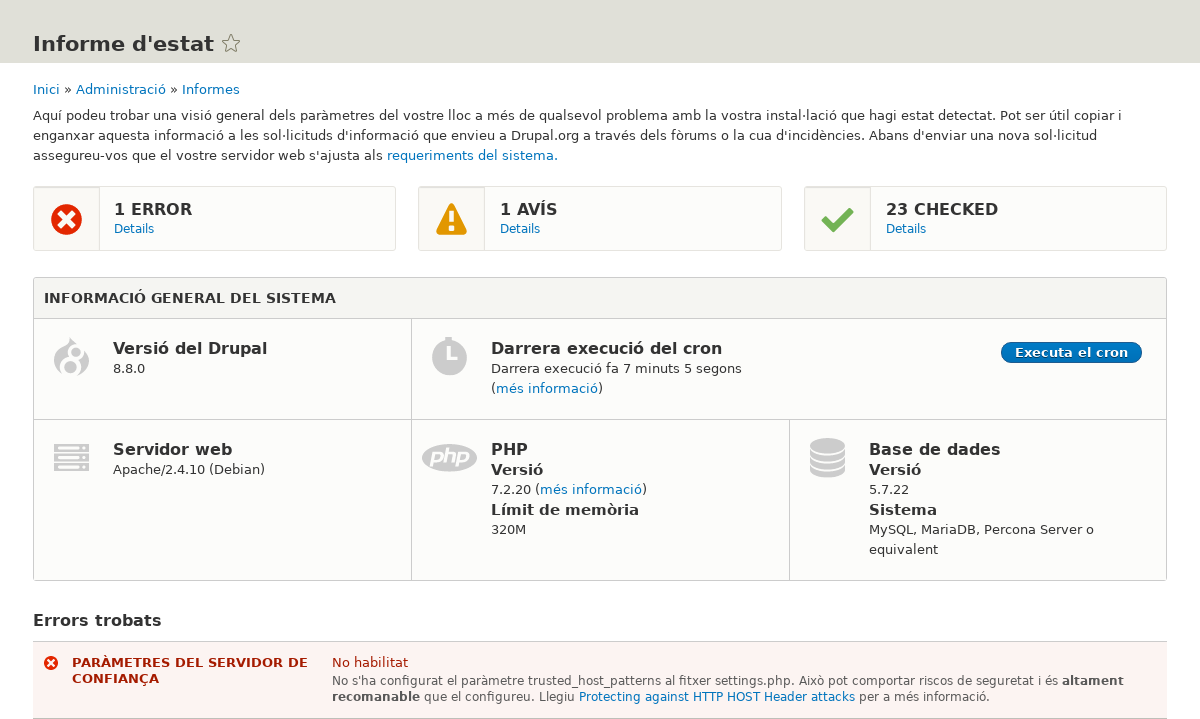 Informe d'estat
Inici » Administració » Informes
Aquí podeu trobar una visió general dels paràmetres del vostre lloc a més de qualsevol problema amb la vostra instal·lació que hagi estat detectat. Pot ser útil copiar i
enganxar aquesta informació a les sol·licituds d'informació que envieu a Drupal.org a través dels fòrums o la cua d'incidències. Abans d'enviar una nova sol·licitud
assegureu-vos que el vostre servidor web s'ajusta als requeriments del sistema.
1 ERROR
Details
1 AVÍS
Details
23 CHECKED
Details
INFORMACIÓ GENERAL DEL SISTEMA
Versió del Drupal
8.8.0
Darrera execució del cron
Darrera execució fa 7 minuts 5 segons
(més informació)
Executa el cron
Servidor web
Apache/2.4.10 (Debian)
php
PHP
Versió
7.2.20 (més informació)
Límit de memòria
320M
Base de dades
Versió
5.7.22
Sistema
MySQL, MariaDB, Percona Server o
equivalent
Errors trobats
PARÀMETRES DEL SERVIDOR DE
CONFIANÇA
No habilitat
No s'ha configurat el paràmetre trusted_host_patterns al fitxer settings.php. Això pot comportar riscos de seguretat i és altament
recomanable que el configureu. Llegiu Protecting against HTTP HOST Header attacks per a més informació.